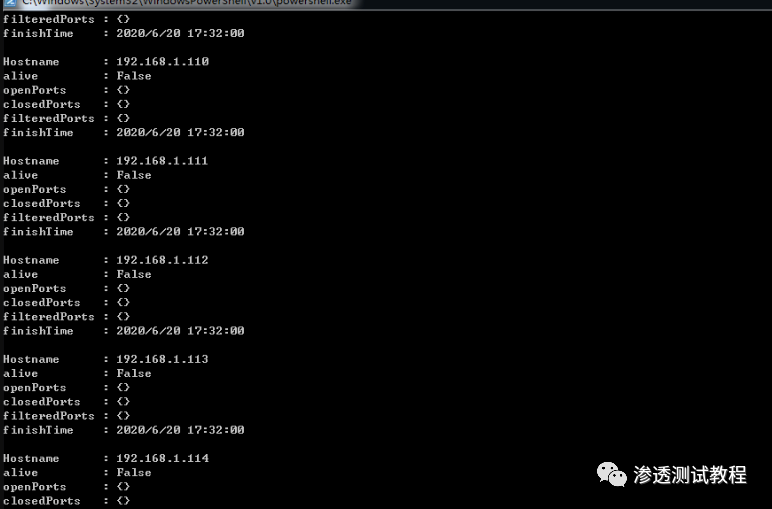 C:\Windows\System32\WindowsPowerShell\v1.0\powershell.exe
filteredPorts : {}
finishTime    : 2020/6/20 17:32:00
Hostname      : 192.168.1.110
alive         : False
openPorts     : {}
closedPorts   : {}
filteredPorts : {}
finishTime    : 2020/6/20 17:32:00
Hostname      : 192.168.1.111
alive         : False
openPorts     : {}
closedPorts   : {}
filteredPorts : {}
finishTime    : 2020/6/20 17:32:00
Hostname      : 192.168.1.112
alive         : False
openPorts     : {}
closedPorts   : {}
filteredPorts : {}
finishTime    : 2020/6/20 17:32:00
Hostname      : 192.168.1.113
alive         : False
openPorts     : {}
closedPorts   : {}
filteredPorts : {}
finishTime    : 2020/6/20 17:32:00
Hostname      : 192.168.1.114
alive         : False
openPorts     : {}
closedPorts   : {}
渗透测试教程